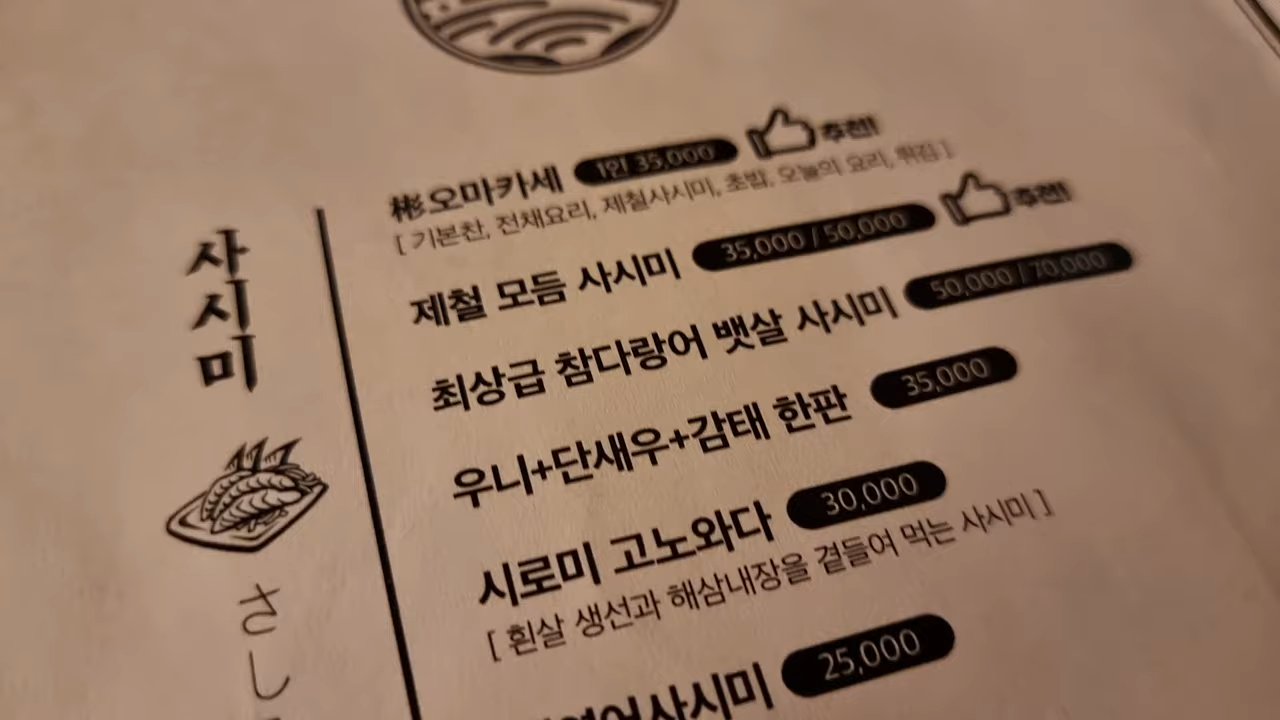 사시미
さし
彬오마카세 1인 35,000 추천!
[ 기본찬, 전채요리, 제철사시미, 초밥, 오늘의 요리, 튀김 ]
제철 모듬 사시미 35,000 / 50,000 추천!
최상급 참다랑어 뱃살 사시미 50,000 / 70,000
우니+단새우+감태 한판 35,000
시로미 고노와다 30,000
[ 흰살 생선과 해삼내장을 곁들여 먹는 사시미 ]
25,000